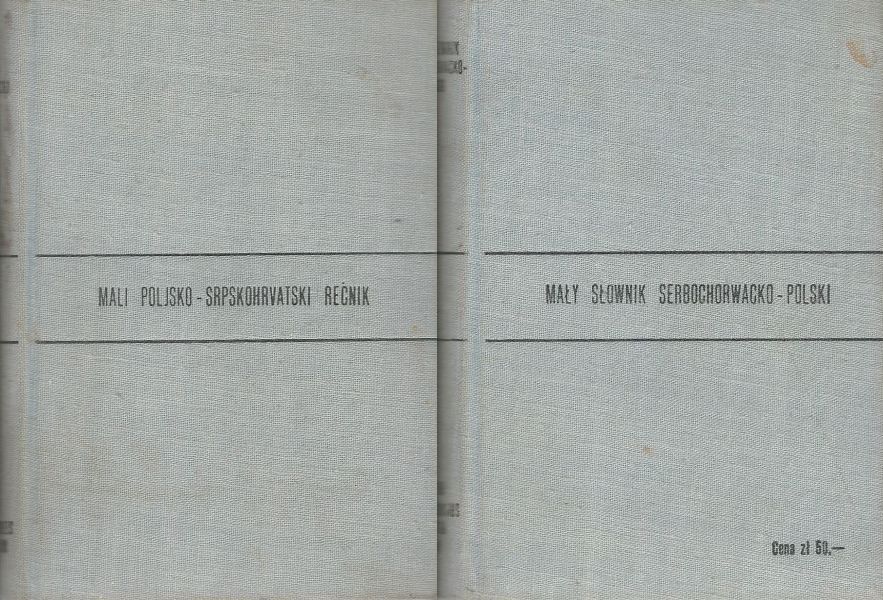 MALI POLJSKO-SRPSKOHRVATSKI REČNIK
MAŁY SŁOWNIK SERBOCHORWACKO-POLSKI
Cena zł 50,—